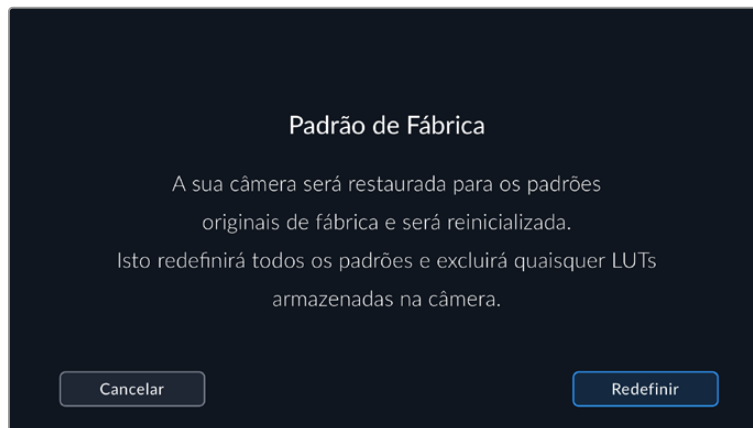 Padrão de Fábrica
A sua câmera será restaurada para os padrões
originais de fábrica e será reinicializada.
Isto redefinirá todos os padrões e excluirá quaisquer LUTs
armazenadas na câmera.
Cancelar
Redefinir